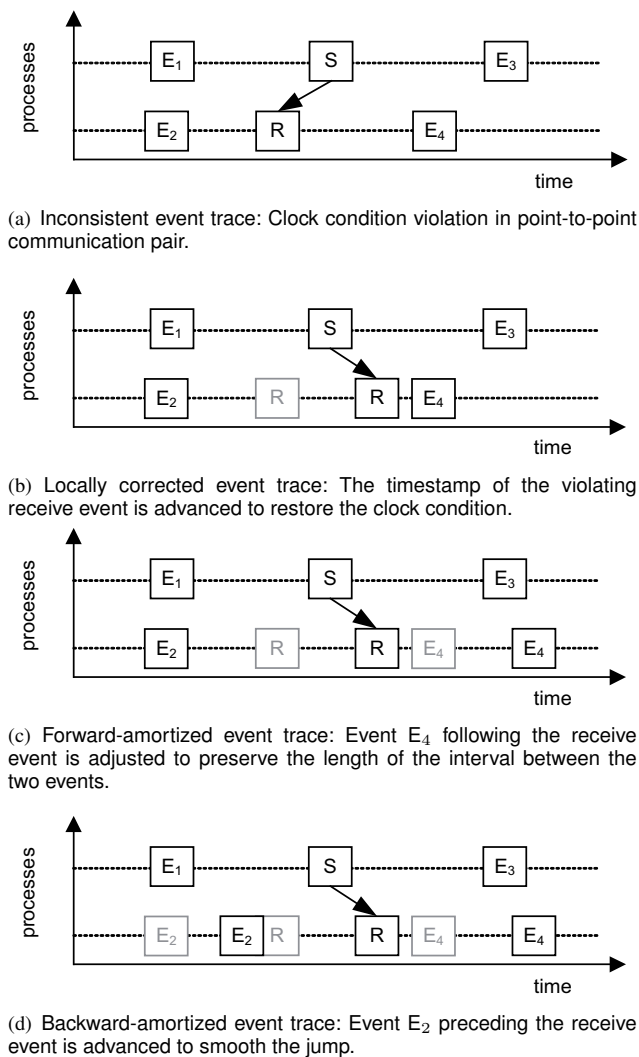 processes
E₁ S E₃
E₂ R E₄
time
(a) Inconsistent event trace: Clock condition violation in point-to-point
communication pair.
processes
E₁ S E₃
E₂ R R E₄
time
(b) Locally corrected event trace: The timestamp of the violating
receive event is advanced to restore the clock condition.
processes
E₁ S E₃
E₂ R R E₄ E₄
time
(c) Forward-amortized event trace: Event E₄ following the receive
event is adjusted to preserve the length of the interval between the
two events.
processes
E₁ S E₃
E₂ E₂ R R E₄ E₄
time
(d) Backward-amortized event trace: Event E₂ preceding the receive
event is advanced to smooth the jump.